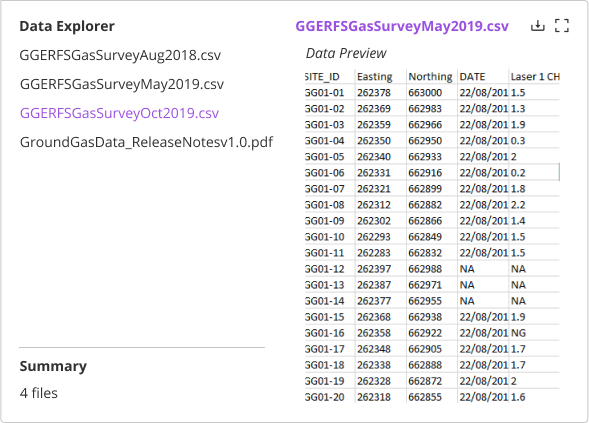 Data Explorer
GGERFSGasSurveyAug2018.csv
GGERFSGasSurveyMay2019.csv
GGERFSGasSurveyOct2019.csv
GroundGasData_ReleaseNotesv1.0.pdf
Summary
4 files
GGERFSGasSurveyMay2019.csv
Data Preview
SITE_ID Easting Northing DATE Laser 1 CH
GG01-01 262378 663000 22/08/201 1.5
GG01-02 262369 662983 22/08/201 1.3
GG01-03 262359 662966 22/08/201 1.9
GG01-04 262350 662950 22/08/201 0.3
GG01-05 262340 662933 22/08/201 2
GG01-06 262331 662916 22/08/201 0.2
GG01-07 262321 662899 22/08/201 1.8
GG01-08 262312 662882 22/08/201 2.2
GG01-09 262302 662866 22/08/201 1.4
GG01-10 262293 662849 22/08/201 1.5
GG01-11 262283 662832 22/08/201 1.5
GG01-12 262397 662988 NA NA
GG01-13 262387 662971 NA NA
GG01-14 262377 662955 NA NA
GG01-15 262368 662938 22/08/201 1.9
GG01-16 262358 662922 22/08/201 NG
GG01-17 262348 662905 22/08/201 1.7
GG01-18 262338 662888 22/08/201 1.7
GG01-19 262328 662872 22/08/201 2
GG01-20 262318 662855 22/08/201 1.6